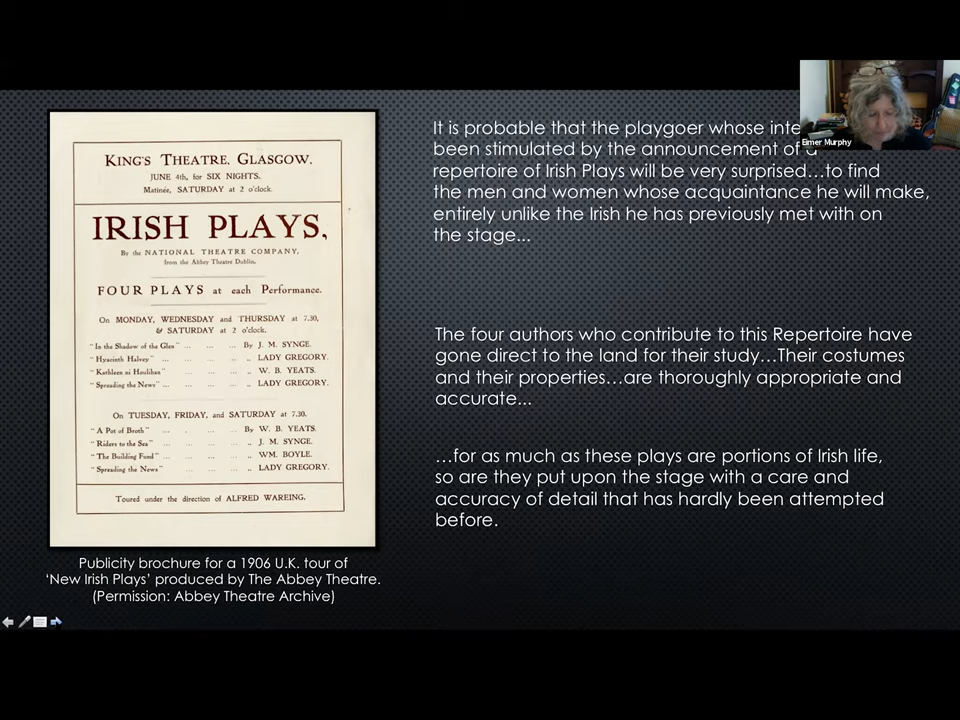 KING'S THEATRE, GLASGOW,
JUNE 4th, for SIX NIGHTS.
Matinée, SATURDAY at 2 o'clock.
IRISH PLAYS,
By the NATIONAL THEATRE COMPANY,
from the Abbey Theatre Dublin.
FOUR PLAYS at each Performance.
On MONDAY, WEDNESDAY and THURSDAY at 7.30,
& SATURDAY at 2 o'clock.
"In the Shadow of the Glen" ... ... ... By J. M. SYNGE.
"Hyacinth Halvey" ... ... ... ... ,, LADY GREGORY.
"Kathleen ni Houlihan" ... ... ... ,, W. B. YEATS.
"Spreading the News" ... ... ... ... ,, LADY GREGORY.
On TUESDAY, FRIDAY, and SATURDAY at 7.30.
"A Pot of Broth" ... ... ... ... By W. B. YEATS.
"Riders to the Sea" ... ... ... ... ,, J. M. SYNGE.
"The Building Fund" ... ... ... ... ,, WM. BOYLE.
"Spreading the News" ... ... ... ... ,, LADY GREGORY.
Toured under the direction of ALFRED WAREING.
Publicity brochure for a 1906 U.K. tour of
'New Irish Plays' produced by The Abbey Theatre.
(Permission: Abbey Theatre Archive)
Eimer Murphy
It is probable that the playgoer whose
been stimulated by the announcement of a
repertoire of Irish Plays will be very surprised…to find
the men and women whose acquaintance he will make,
entirely unlike the Irish he has previously met with on
the stage...
The four authors who contribute to this Repertoire have
gone direct to the land for their study…Their costumes
and their properties…are thoroughly appropriate and
accurate...
…for as much as these plays are portions of Irish life,
so are they put upon the stage with a care and
accuracy of detail that has hardly been attempted
before.